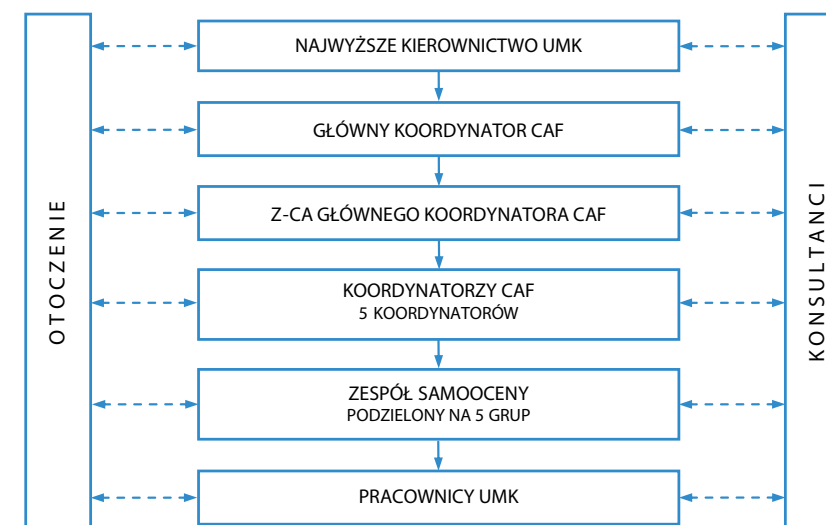 OTOCZENIE
NAJWYŻSZE KIEROWNICTWO UMK
GŁÓWNY KOORDYNATOR CAF
Z-CA GŁÓWNEGO KOORDYNATORA CAF
KOORDYNATORZY CAF
5 KOORDYNATORÓW
ZESPÓŁ SAMOOCENY
PODZIELONY NA 5 GRUP
PRACOWNICY UMK
KONSULTANCI